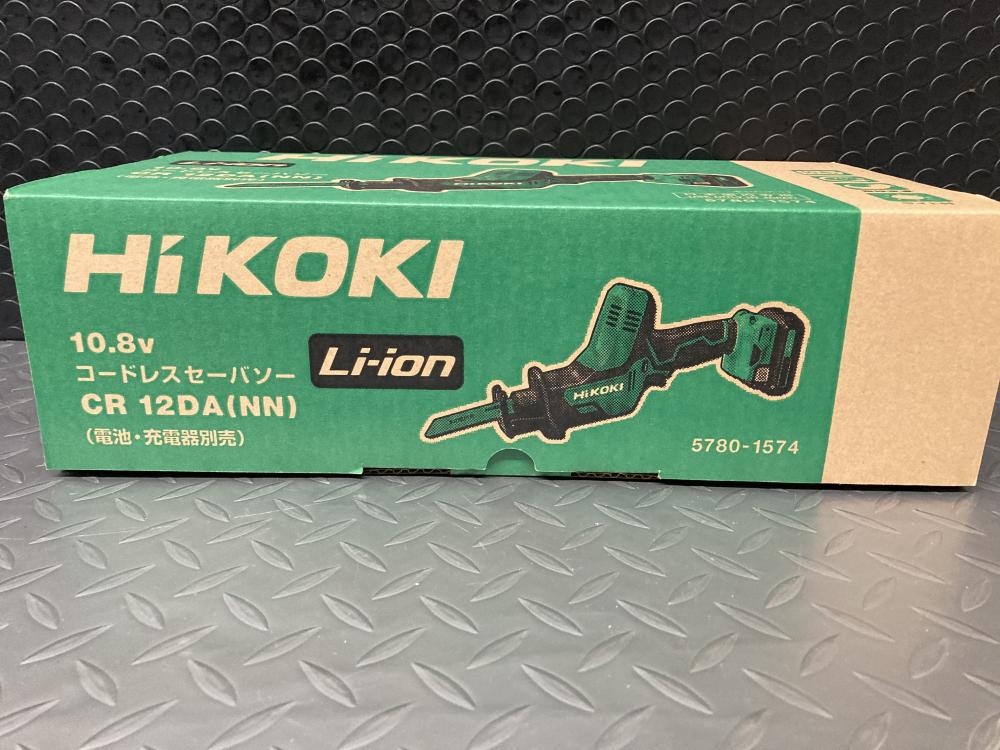 HiKOKI
HiKOKI
10.8v
コードレスセーバソー
CR 12DA(NN)
(電池・充電器別売)
Li-ion
HiKOKI
5780-1574